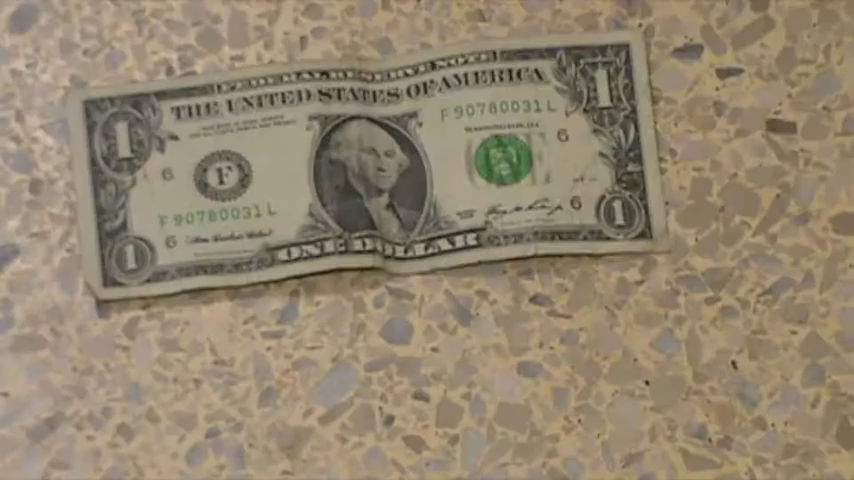 FEDERAL RESERVE NOTE
THE UNITED STATES OF AMERICA
1
1
F 90780031 L
WASHINGTON, D.C.
6
6
F
F 90780031 L
6
6
1
1
ONE DOLLAR